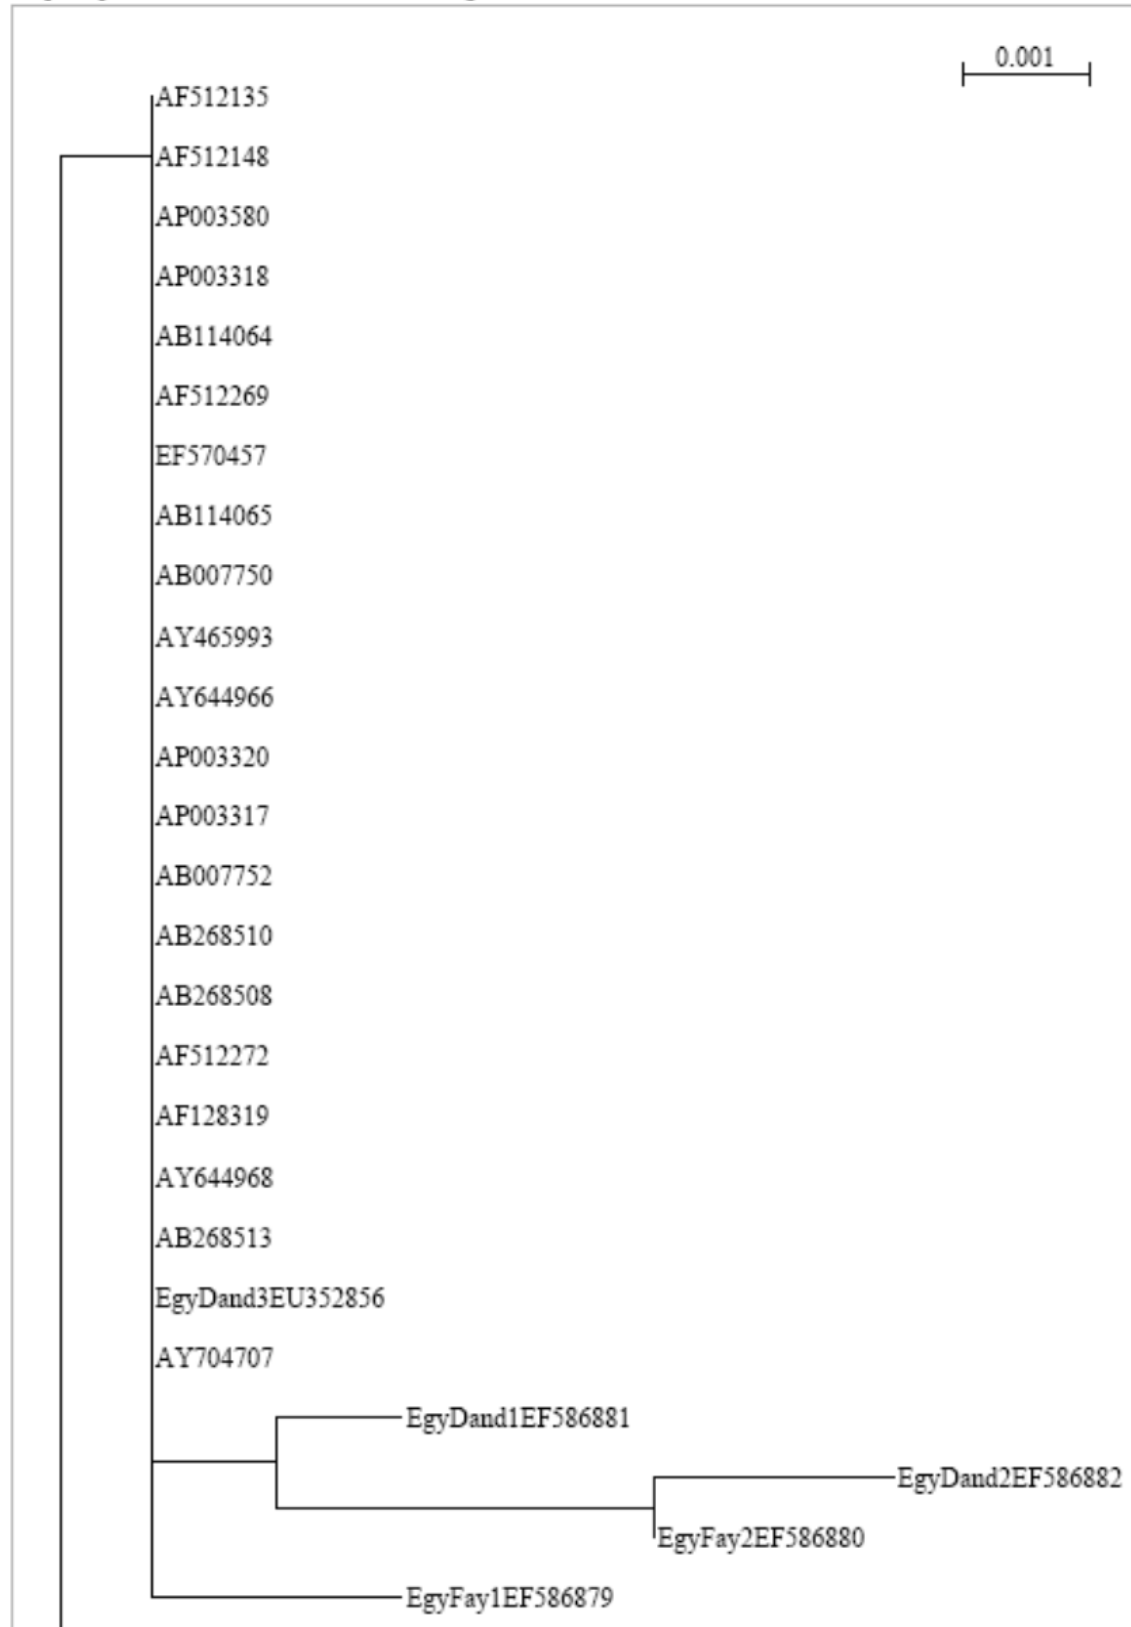 0.001
AF512135
AF512148
AP003580
AP003318
AB114064
AF512269
EF570457
AB114065
AB007750
AY465993
AY644966
AP003320
AP003317
AB007752
AB268510
AB268508
AF512272
AF128319
AY644968
AB268513
EgyDand3EU352856
AY704707
EgyDand1EF586881
EgyDand2EF586882
EgyFay2EF586880
EgyFay1EF586879